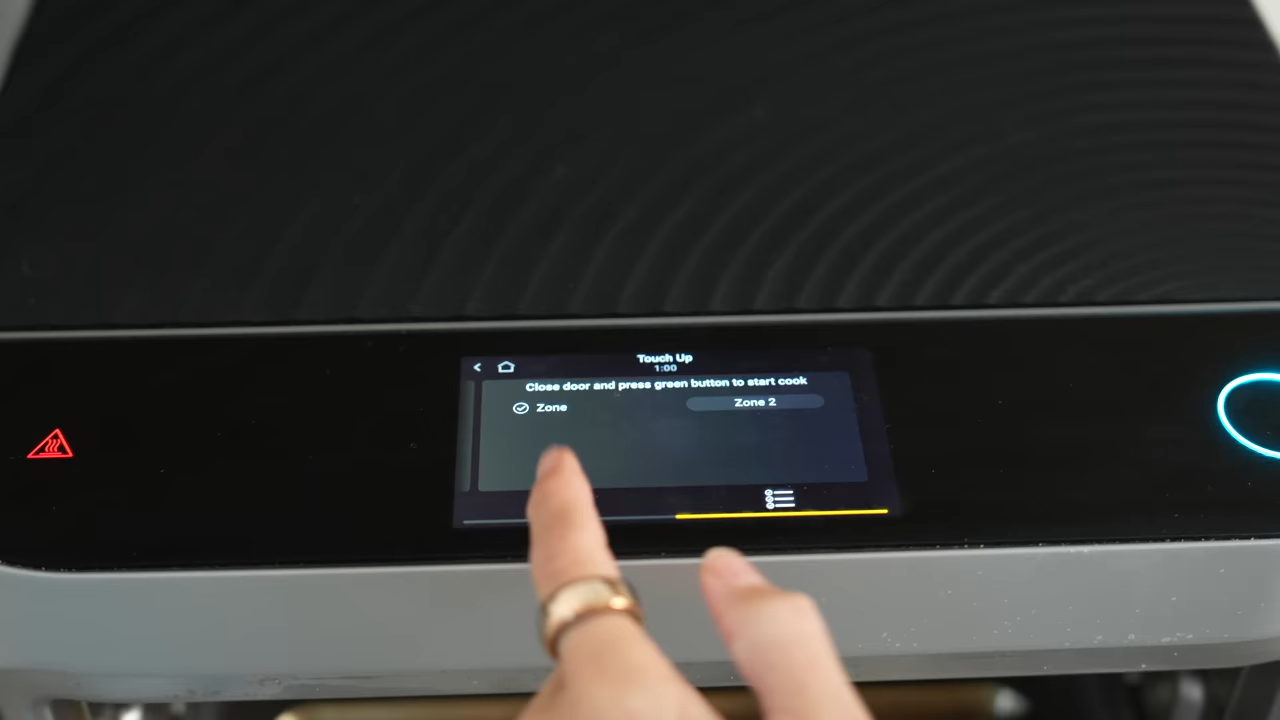 Touch Up
1:00
Close door and press green button to start cook
Zone
Zone 2